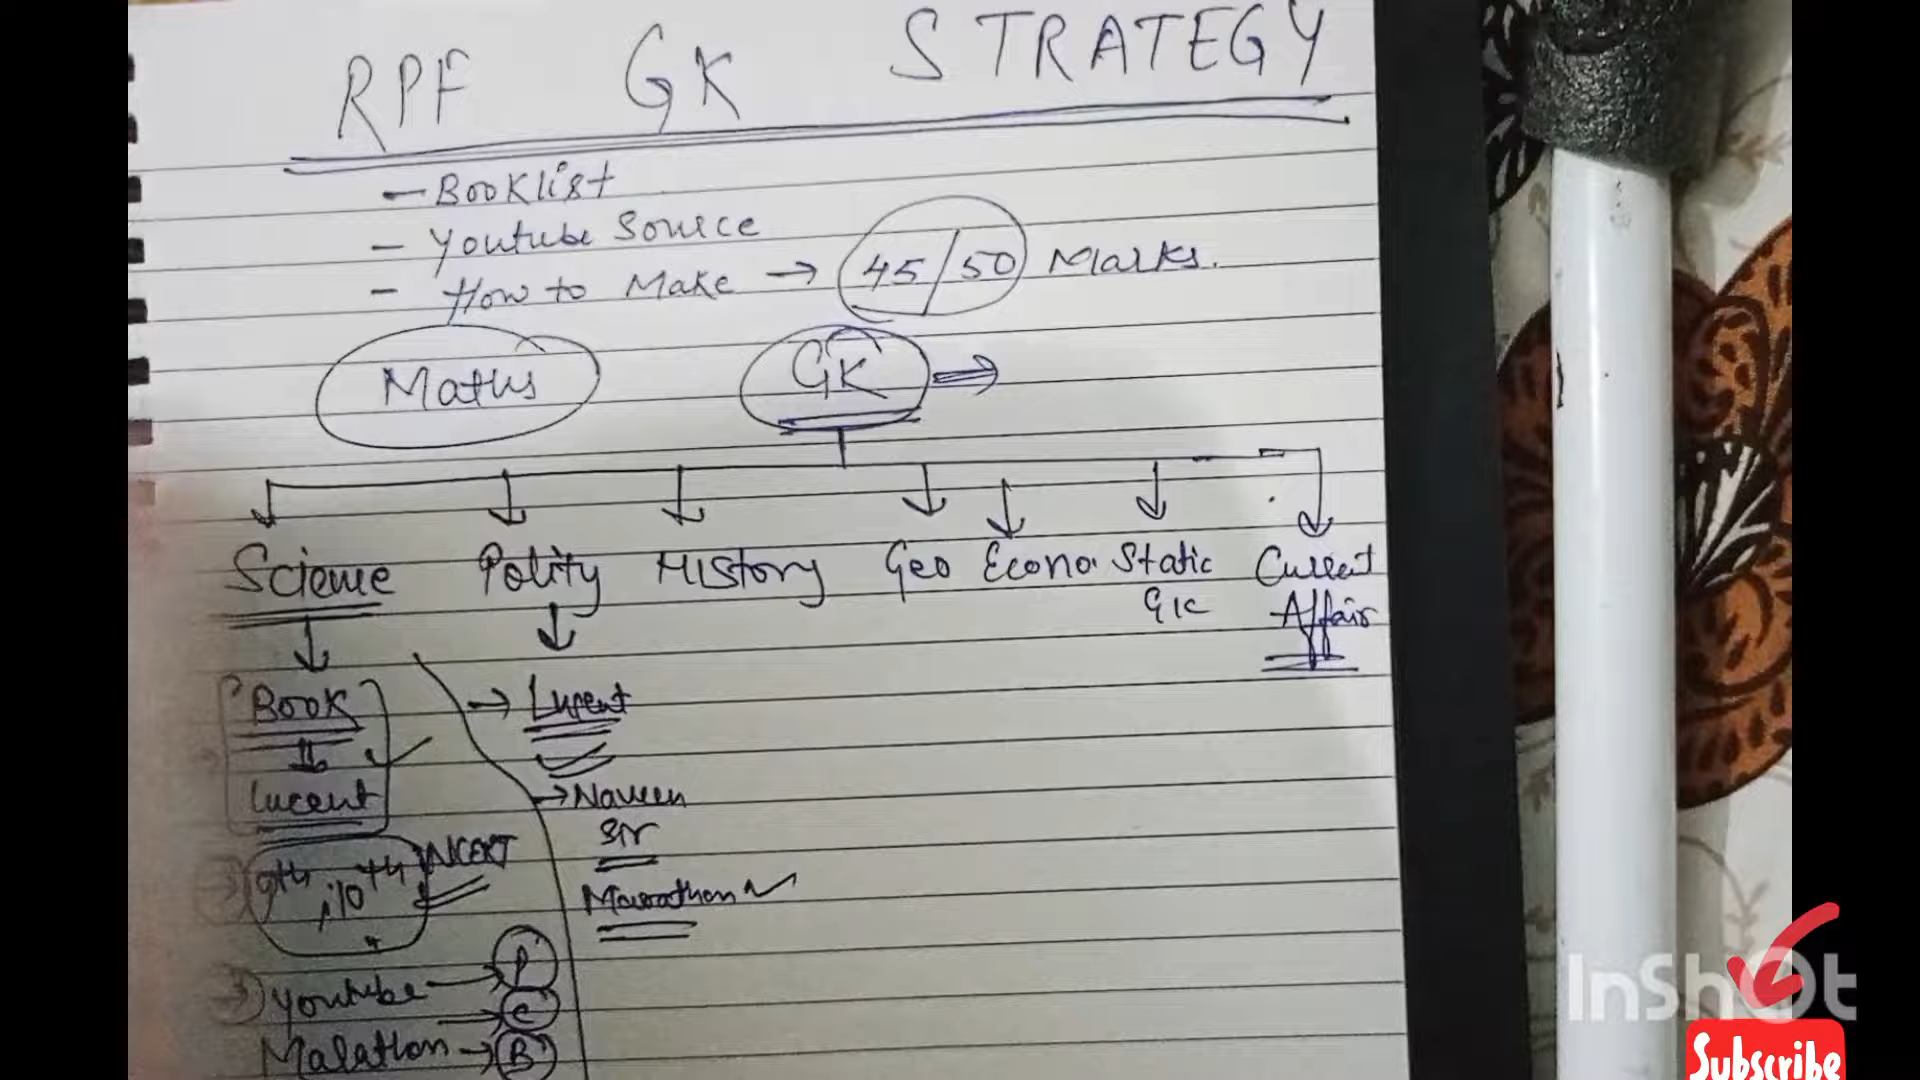 RPF GK STRATEGY
- Booklist
- Youtube Source
- How to Make → 45/50 Marks.
Maths GK →
Science Polity History Geo Econo. Static GK Current Affair
Book → Lucent
Lucent → Naveen Sir
9th, 10th NCERT Marathon
Youtube → P
C
Marathon → B
InShot
Subscribe